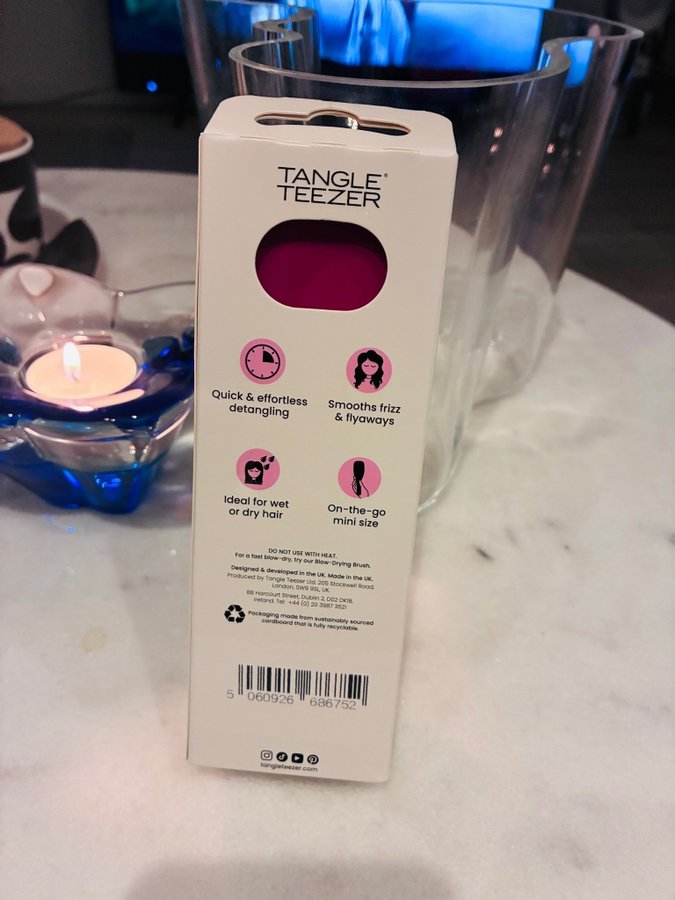 TANGLE
TEEZER®
Quick & effortless
detangling
Smooths frizz
& flyaways
Ideal for wet
or dry hair
On-the-go
mini size
DO NOT USE WITH HEAT.
For a fast blow-dry, try our Blow-Drying Brush.
Designed & developed in the UK. Made in the UK.
Produced by Tangle Teezer Ltd. 205 Stockwell Road,
London, SW9 9SL, UK.
88 Harcourt Street, Dublin 2, D02 DK18,
Ireland. Tel: +44 (0) 20 3987 3521
Packaging made from sustainably sourced
cardboard that is fully recyclable.
5 060926 686752
tangleteezer.com